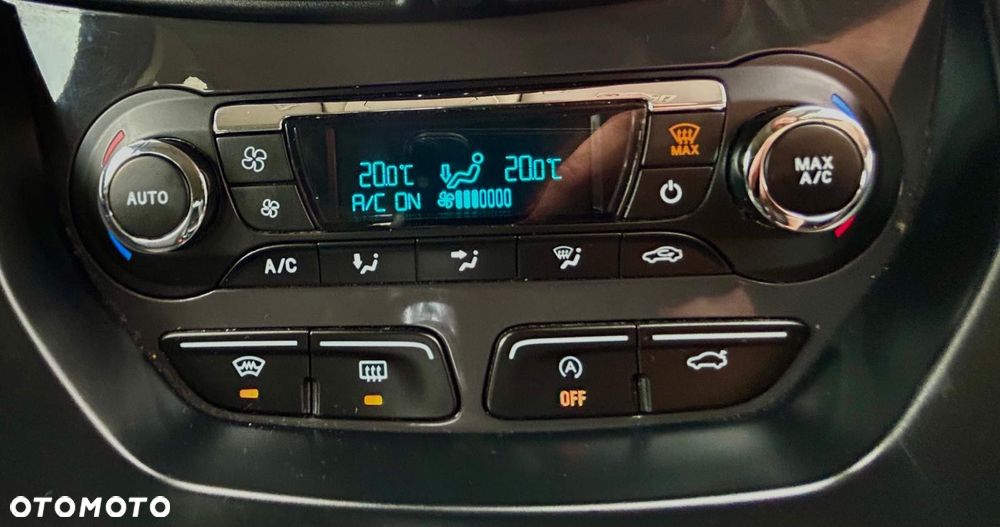 MAX
AUTO
20.0°C 20.0°C
A/C ON
MAX
A/C
A/C
A
OFF
OTOMOTO